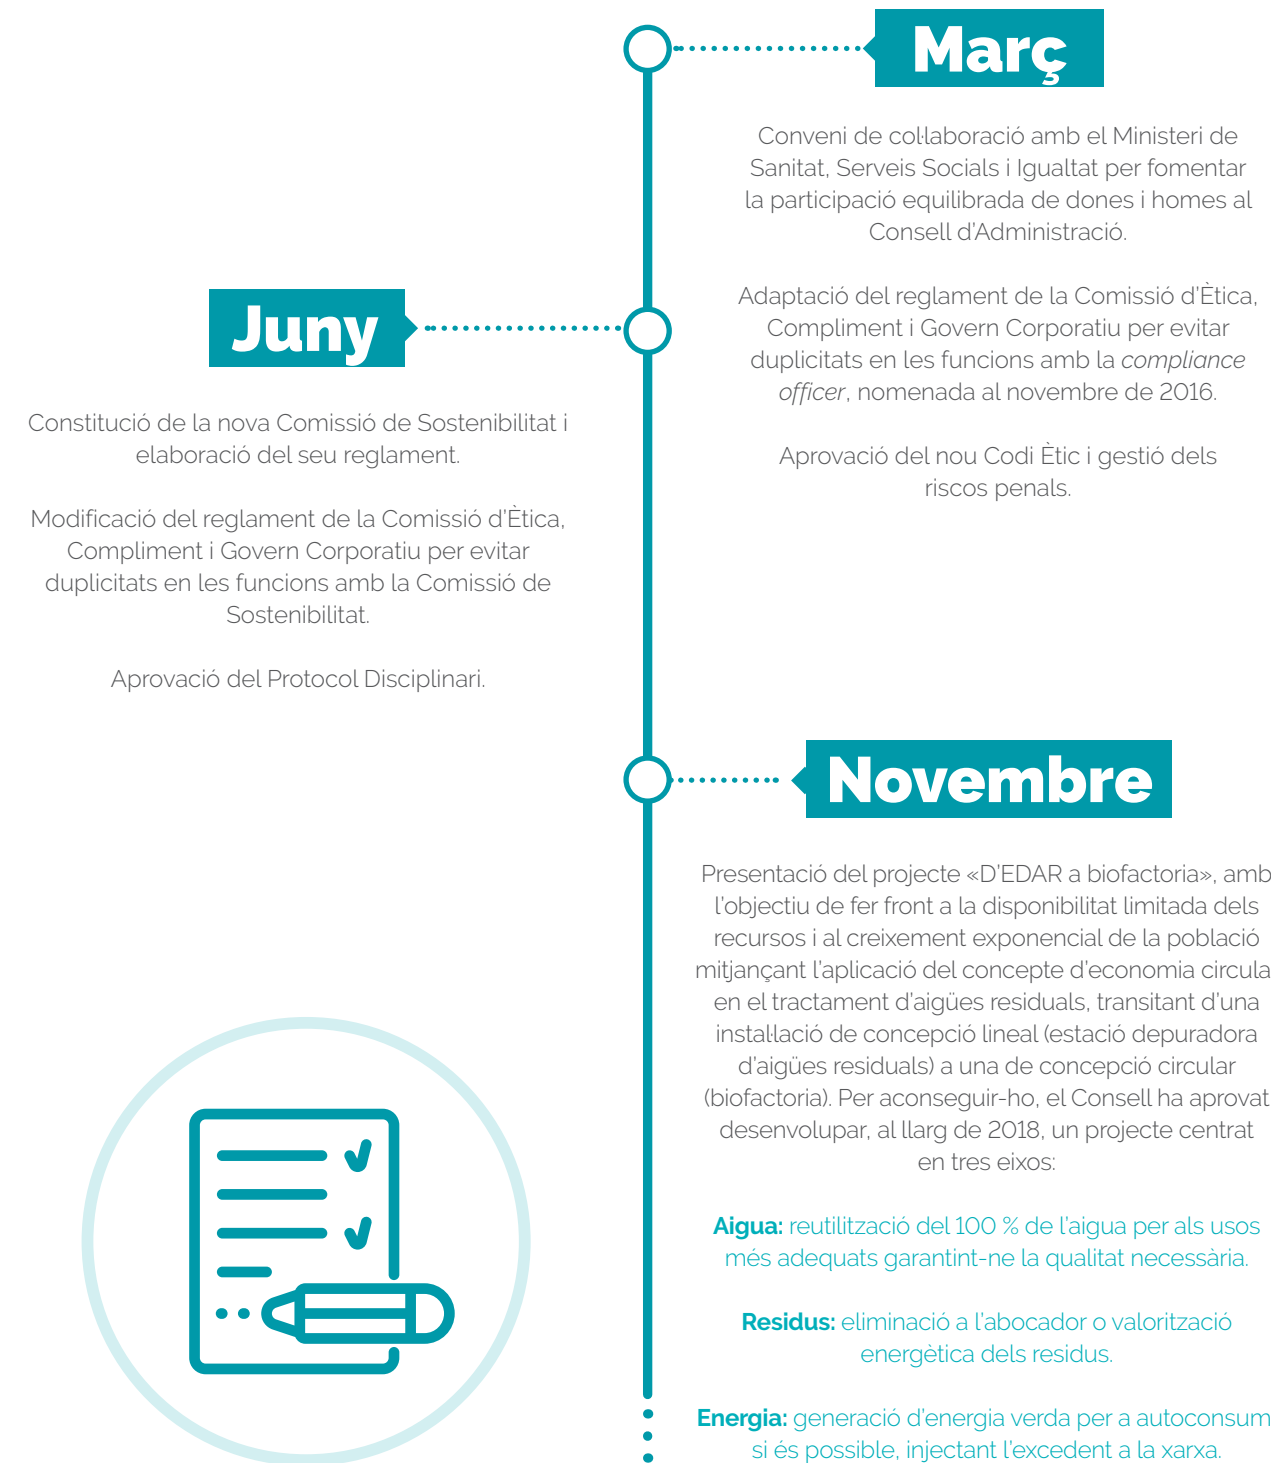 Març
Conveni de col·laboració amb el Ministeri de
Sanitat, Serveis Socials i Igualtat per fomentar
la participació equilibrada de dones i homes al
Consell d'Administració.
Adaptació del reglament de la Comissió d'Ètica,
Compliment i Govern Corporatiu per evitar
duplicitats en les funcions amb la compliance
officer, nomenada al novembre de 2016.
Aprovació del nou Codi Ètic i gestió dels
riscos penals.
Juny
Constitució de la nova Comissió de Sostenibilitat i
elaboració del seu reglament.
Modificació del reglament de la Comissió d'Ètica,
Compliment i Govern Corporatiu per evitar
duplicitats en les funcions amb la Comissió de
Sostenibilitat.
Aprovació del Protocol Disciplinari.
Novembre
Presentació del projecte «D'EDAR a biofactoria», amb
l'objectiu de fer front a la disponibilitat limitada dels
recursos i al creixement exponencial de la població
mitjançant l'aplicació del concepte d'economia circula
en el tractament d'aigües residuals, transitant d'una
instal·lació de concepció lineal (estació depuradora
d'aigües residuals) a una de concepció circular
(biofactoria). Per aconseguir-ho, el Consell ha aprovat
desenvolupar, al llarg de 2018, un projecte centrat
en tres eixos:
Aigua: reutilització del 100 % de l'aigua per als usos
més adequats garantint-ne la qualitat necessària.
Residus: eliminació a l'abocador o valorització
energètica dels residus.
Energia: generació d'energia verda per a autoconsum
si és possible, injectant l'excedent a la xarxa.